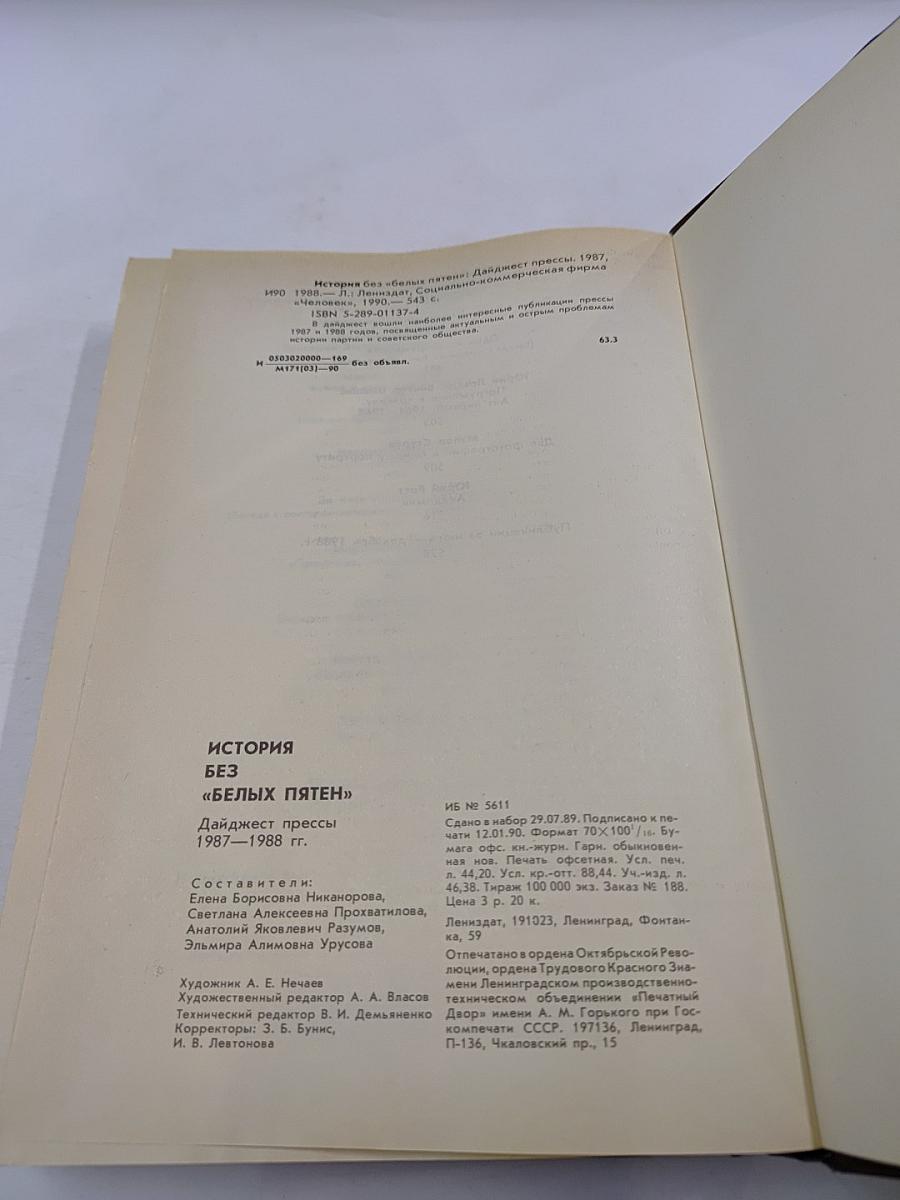 История без «белых пятен»: Дайджест прессы. 1987,
И90 1988.— Л.: Лениздат, Социально-коммерческая фирма
«Человек», 1990.— 543 с.
ISBN 5-289-01137-4
В дайджест вошли наиболее интересные публикации прессы
1987 и 1988 годов, посвященные актуальным и острым проблемам
истории партии и советского общества.
63.3
И 0503020000—169
М171(03)—90 без объявл.
ИСТОРИЯ
БЕЗ
«БЕЛЫХ ПЯТЕН»
Дайджест прессы
1987—1988 гг.
Составители:
Елена Борисовна Никанорова,
Светлана Алексеевна Прохватилова,
Анатолий Яковлевич Разумов,
Эльмира Алимовна Урусова
Художник А. Е. Нечаев
Художественный редактор А. А. Власов
Технический редактор В. И. Демьяненко
Корректоры: З. Б. Бунис,
И. В. Левтонова
ИБ № 5611
Сдано в набор 29.07.89. Подписано к пе-
чати 12.01.90. Формат 70×100¹/₁₆. Бу-
мага офс. кн.-журн. Гарн. обыкновен-
ная нов. Печать офсетная. Усл. печ.
л. 44,20. Усл. кр.-отт. 88,44. Уч.-изд. л.
46,38. Тираж 100 000 экз. Заказ № 188.
Цена 3 р. 20 к.
Лениздат, 191023, Ленинград, Фонтан-
ка, 59
Отпечатано в ордена Октябрьской Рево-
люции, ордена Трудового Красного Зна-
мени Ленинградском производственно-
техническом объединении «Печатный
Двор» имени А. М. Горького при Гос-
компечати СССР. 197136, Ленинград,
П-136, Чкаловский пр., 15